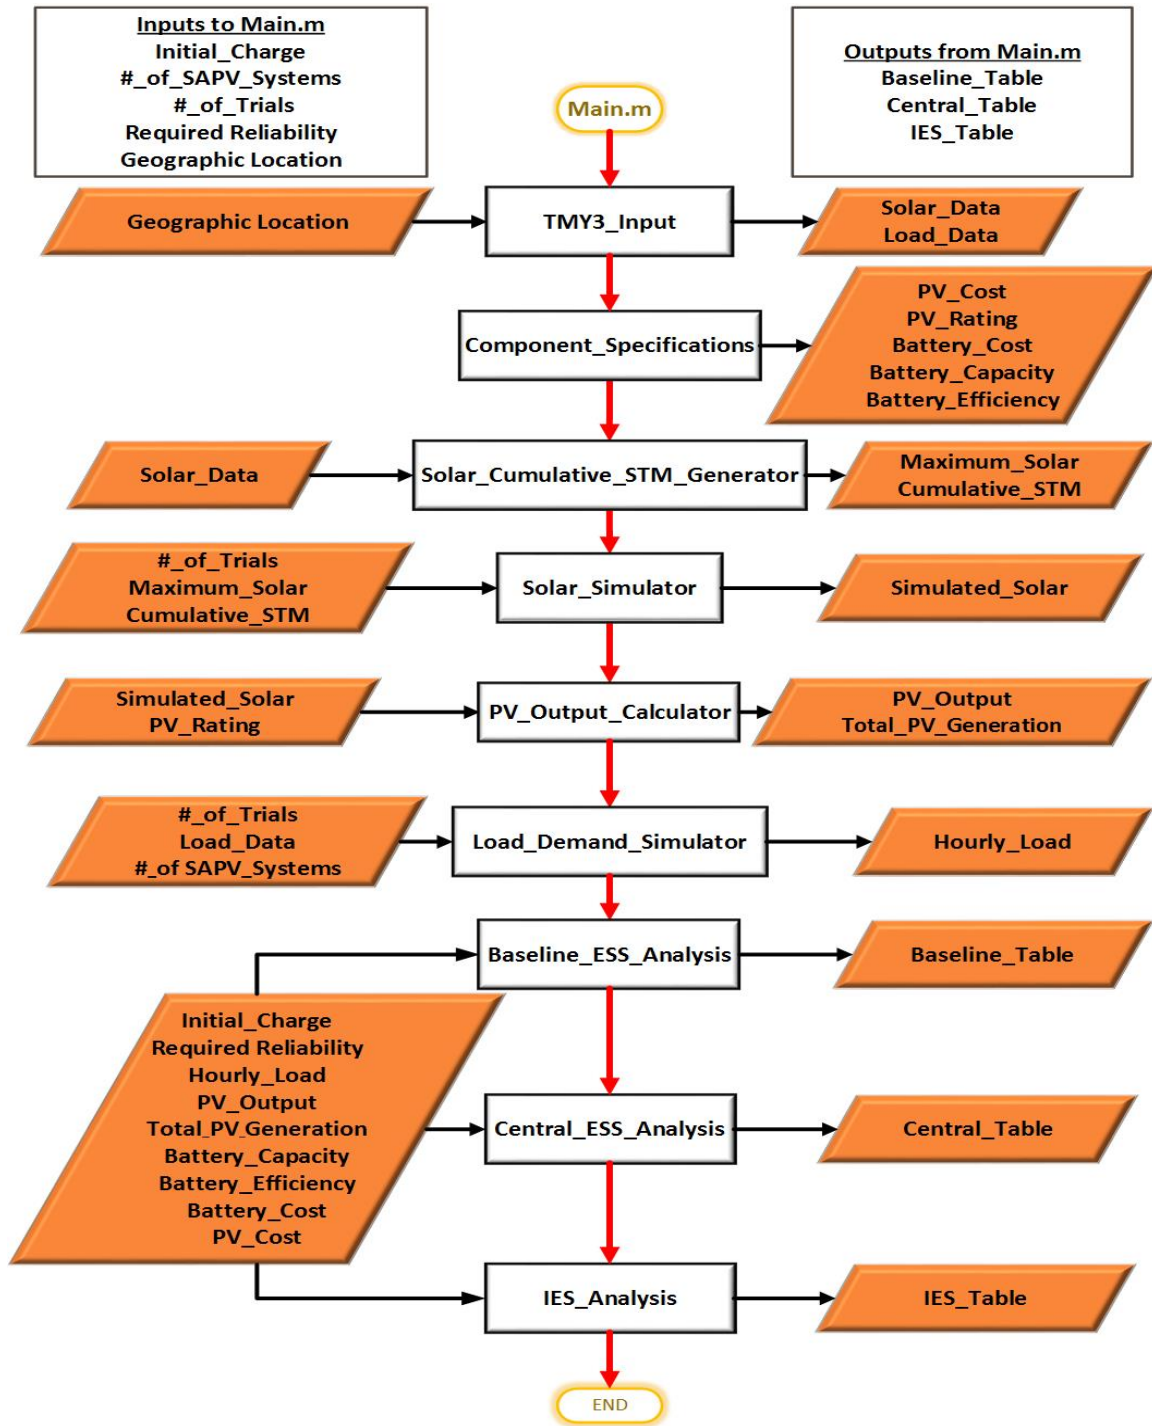 Inputs to Main.m
Initial_Charge
#_of_SAPV_Systems
#_of_Trials
Required Reliability
Geographic Location
Outputs from Main.m
Baseline_Table
Central_Table
IES_Table
Main.m
Geographic Location
TMY3_Input
Solar_Data
Load_Data
Component_Specifications
PV_Cost
PV_Rating
Battery_Cost
Battery_Capacity
Battery_Efficiency
Solar_Data
Solar_Cumulative_STM_Generator
Maximum_Solar
Cumulative_STM
#_of_Trials
Maximum_Solar
Cumulative_STM
Solar_Simulator
Simulated_Solar
Simulated_Solar
PV_Rating
PV_Output_Calculator
PV_Output
Total_PV_Generation
#_of_Trials
Load_Data
#_of SAPV_Systems
Load_Demand_Simulator
Hourly_Load
Baseline_ESS_Analysis
Baseline_Table
Initial_Charge
Required Reliability
Hourly_Load
PV_Output
Total_PV_Generation
Battery_Capacity
Battery_Efficiency
Battery_Cost
PV_Cost
Central_ESS_Analysis
Central_Table
IES_Analysis
IES_Table
END